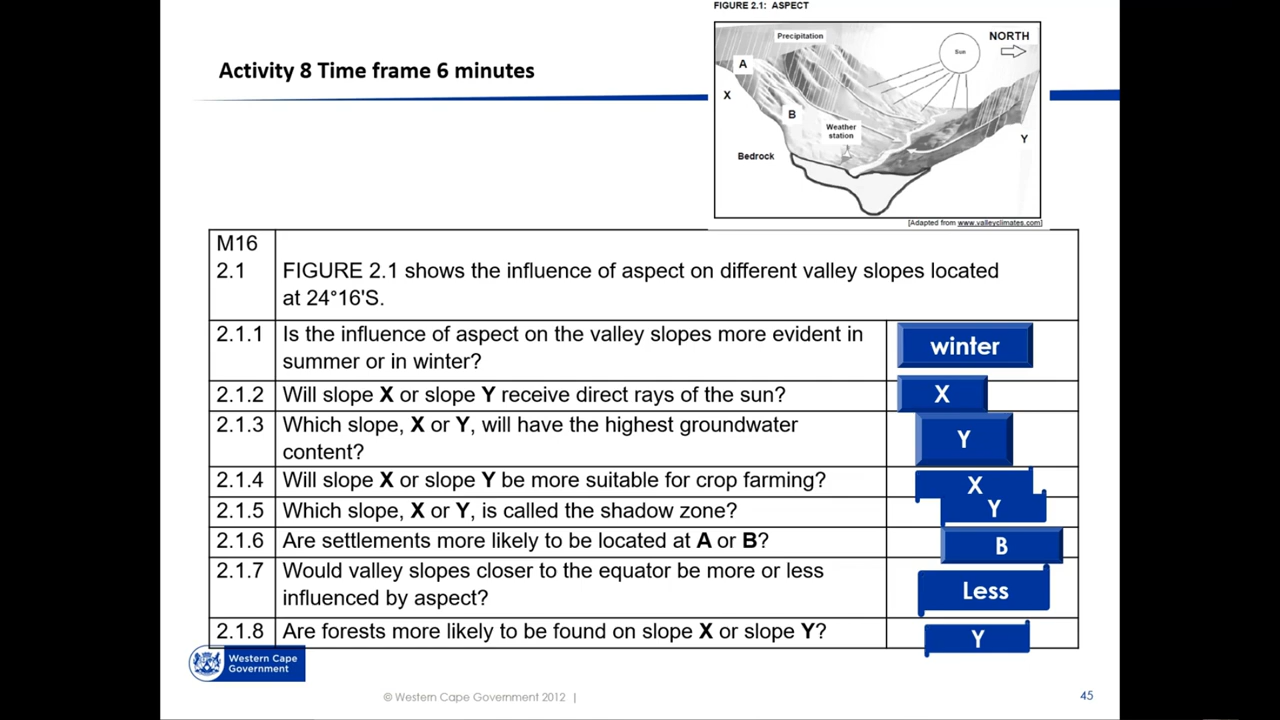 FIGURE 2.1: ASPECT
Precipitation
NORTH
Sun
A
X
B
Weather
station
Y
Bedrock
[Adapted from www.valleyclimates.com]
Activity 8 Time frame 6 minutes
M16
2.1 FIGURE 2.1 shows the influence of aspect on different valley slopes located
at 24°16'S.
2.1.1 Is the influence of aspect on the valley slopes more evident in
summer or in winter?
winter
2.1.2 Will slope X or slope Y receive direct rays of the sun?
X
2.1.3 Which slope, X or Y, will have the highest groundwater
content?
Y
2.1.4 Will slope X or slope Y be more suitable for crop farming?
X
2.1.5 Which slope, X or Y, is called the shadow zone?
Y
2.1.6 Are settlements more likely to be located at A or B?
B
2.1.7 Would valley slopes closer to the equator be more or less
influenced by aspect?
Less
2.1.8 Are forests more likely to be found on slope X or slope Y?
Y
Western Cape
Government
© Western Cape Government 2012 |
45